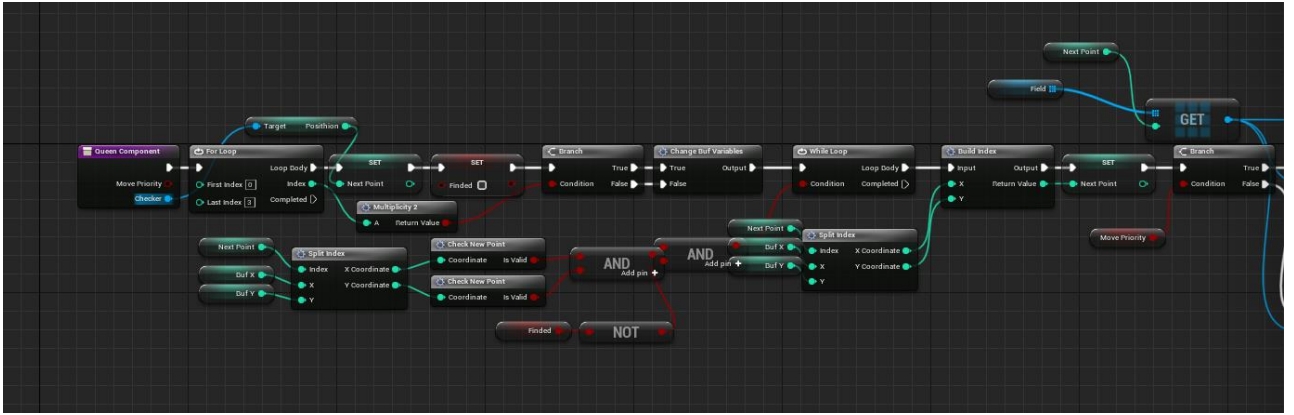 Next Point
Field
GET
Target Posithion
Queen Component
Move Priority
Checker
For Loop
Loop Body
First Index 0
Index
Last Index 3
Completed
SET
Next Point
SET
Finded
Branch
True
Condition False
Change Buf Variables
True Output
False
While Loop
Loop Body
Condition Completed
Build Index
Input Output
X Return Value
Y
SET
Next Point
Branch
True
Condition False
Multiplicity 2
A Return Value
Move Priority
Next Point
Buf X
Buf Y
Split Index
Index X Coordinate
X Y Coordinate
Y
Check New Point
Coordinate Is Valid
Check New Point
Coordinate Is Valid
AND
Add pin +
AND
Add pin +
Next Point
Buf X
Buf Y
Split Index
Index X Coordinate
X Y Coordinate
Y
Finded
NOT